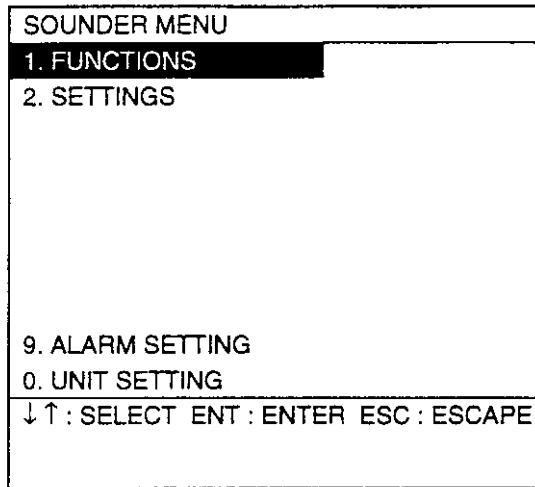 SOUNDER MENU
1. FUNCTIONS
2. SETTINGS
9. ALARM SETTING
0. UNIT SETTING
↓↑: SELECT ENT : ENTER ESC : ESCAPE